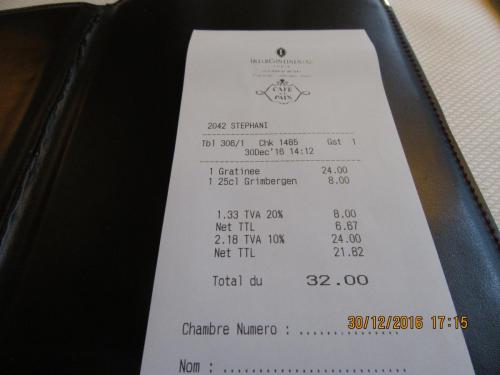 INTERCONTINENTAL
CAFE
PAIX
2042 STEPHANI
Tbl 306/1 Chk 1465 Gst 1
30Dec'16 14:12
1 Gratinee 24.00
1 25cl Grimbergen 8.00
1.33 TVA 20% 8.00
Net TTL 6.67
2.18 TVA 10% 24.00
Net TTL 21.82
Total du 32.00
Chambre Numero : ...............
Nom : ...........................
30/12/2016 17:15